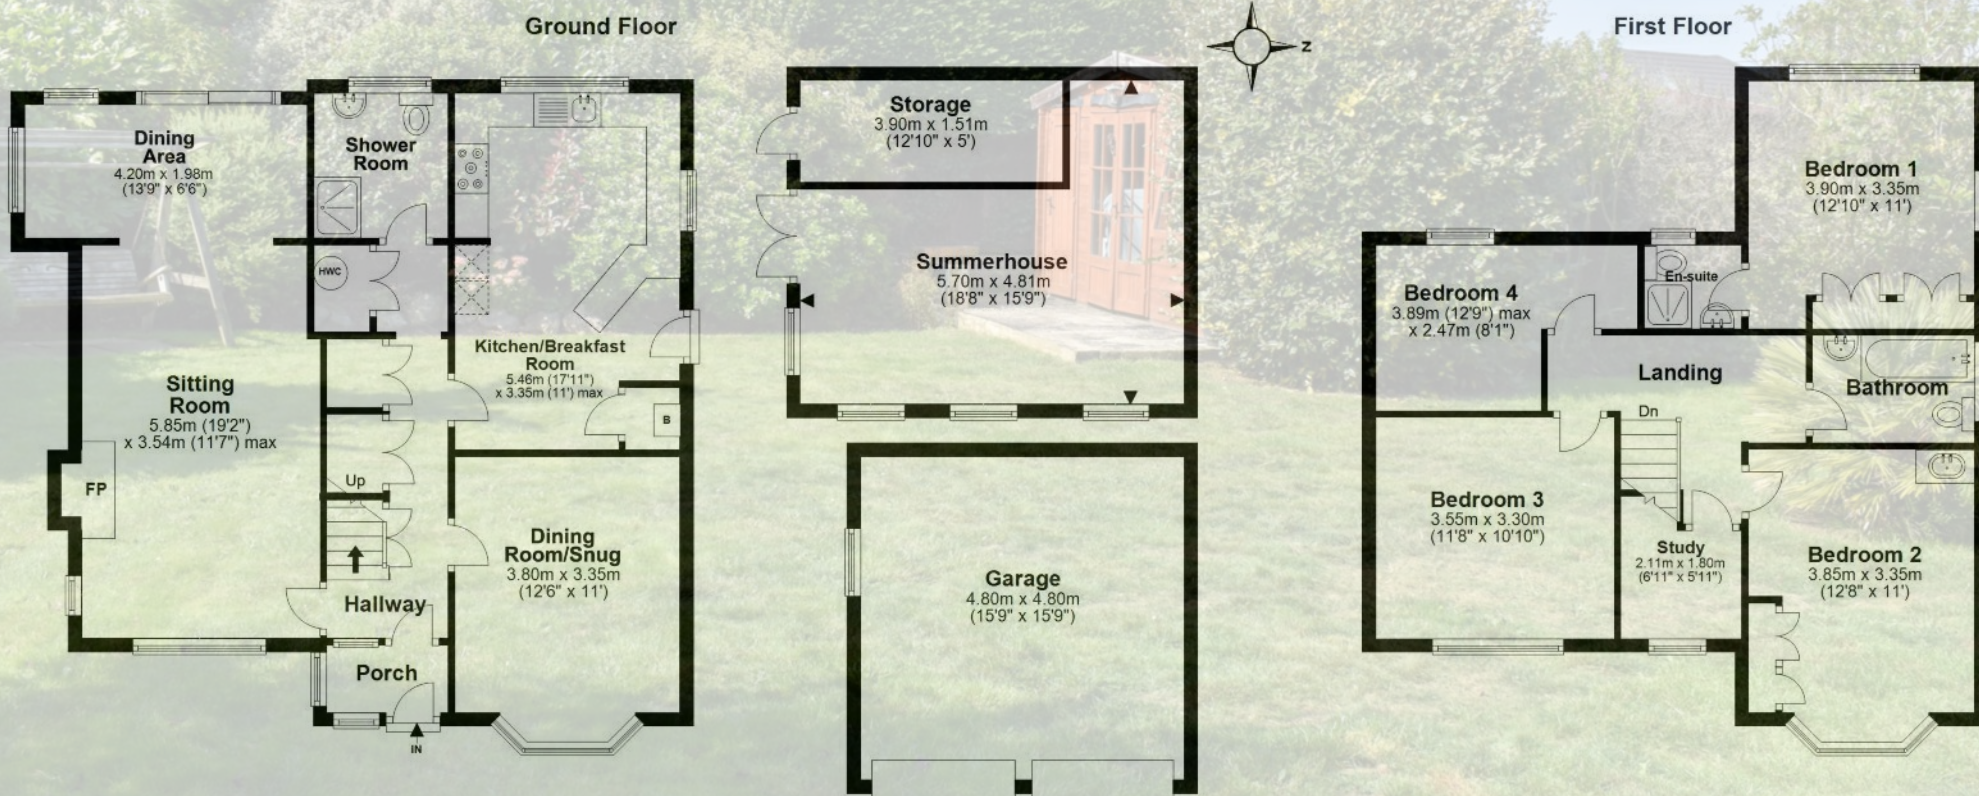 Ground Floor
First Floor
Z
Dining
Area
4.20m x 1.98m
(13'9" x 6'6")
Shower
Room
HWC
Kitchen/Breakfast
Room
5.46m (17'11")
x 3.35m (11') max
B
Sitting
Room
5.85m (19'2")
x 3.54m (11'7") max
FP
Up
Hallway
Porch
IN
Dining
Room/Snug
3.80m x 3.35m
(12'6" x 11')
Storage
3.90m x 1.51m
(12'10" x 5')
Summerhouse
5.70m x 4.81m
(18'8" x 15'9")
Garage
4.80m x 4.80m
(15'9" x 15'9")
Bedroom 1
3.90m x 3.35m
(12'10" x 11')
En-suite
Bedroom 4
3.89m (12'9") max
x 2.47m (8'1")
Landing
Bathroom
Dn
Bedroom 3
3.55m x 3.30m
(11'8" x 10'10")
Study
2.11m x 1.80m
(6'11" x 5'11")
Bedroom 2
3.85m x 3.35m
(12'8" x 11')